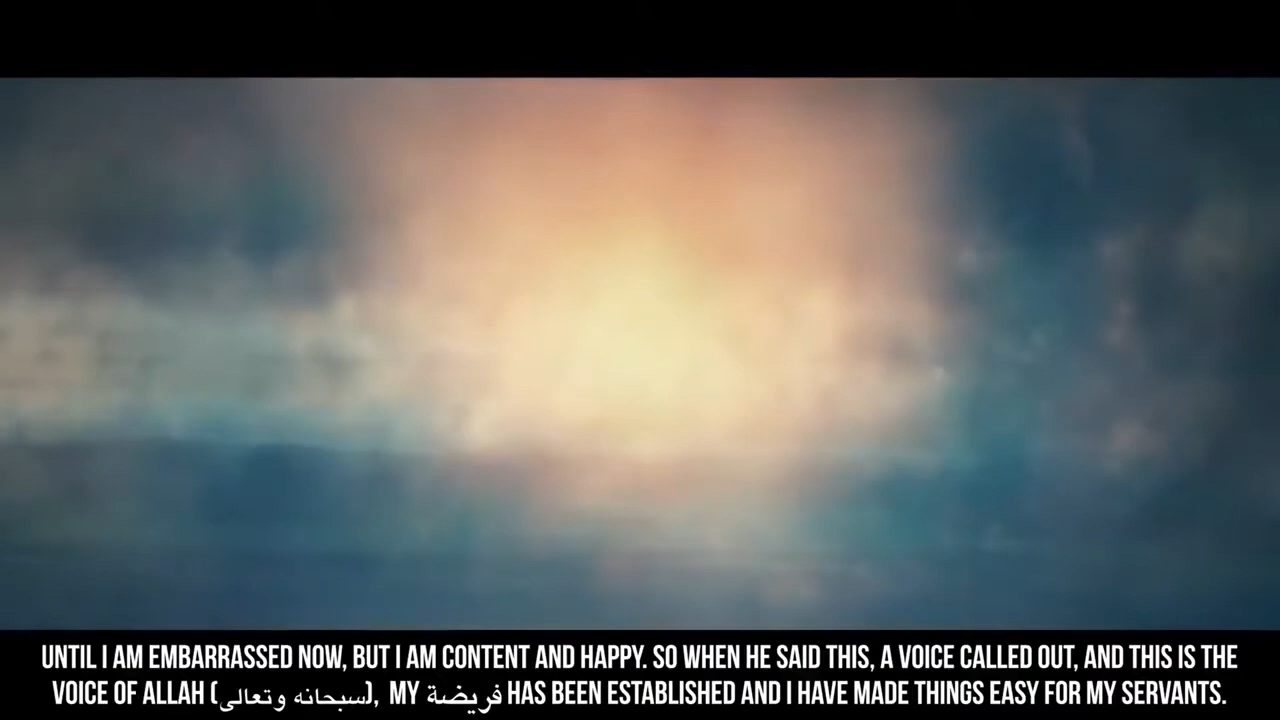 UNTIL I AM EMBARRASSED NOW, BUT I AM CONTENT AND HAPPY. SO WHEN HE SAID THIS, A VOICE CALLED OUT, AND THIS IS THE
VOICE OF ALLAH (سبحانه وتعالى), MY فريضة HAS BEEN ESTABLISHED AND I HAVE MADE THINGS EASY FOR MY SERVANTS.